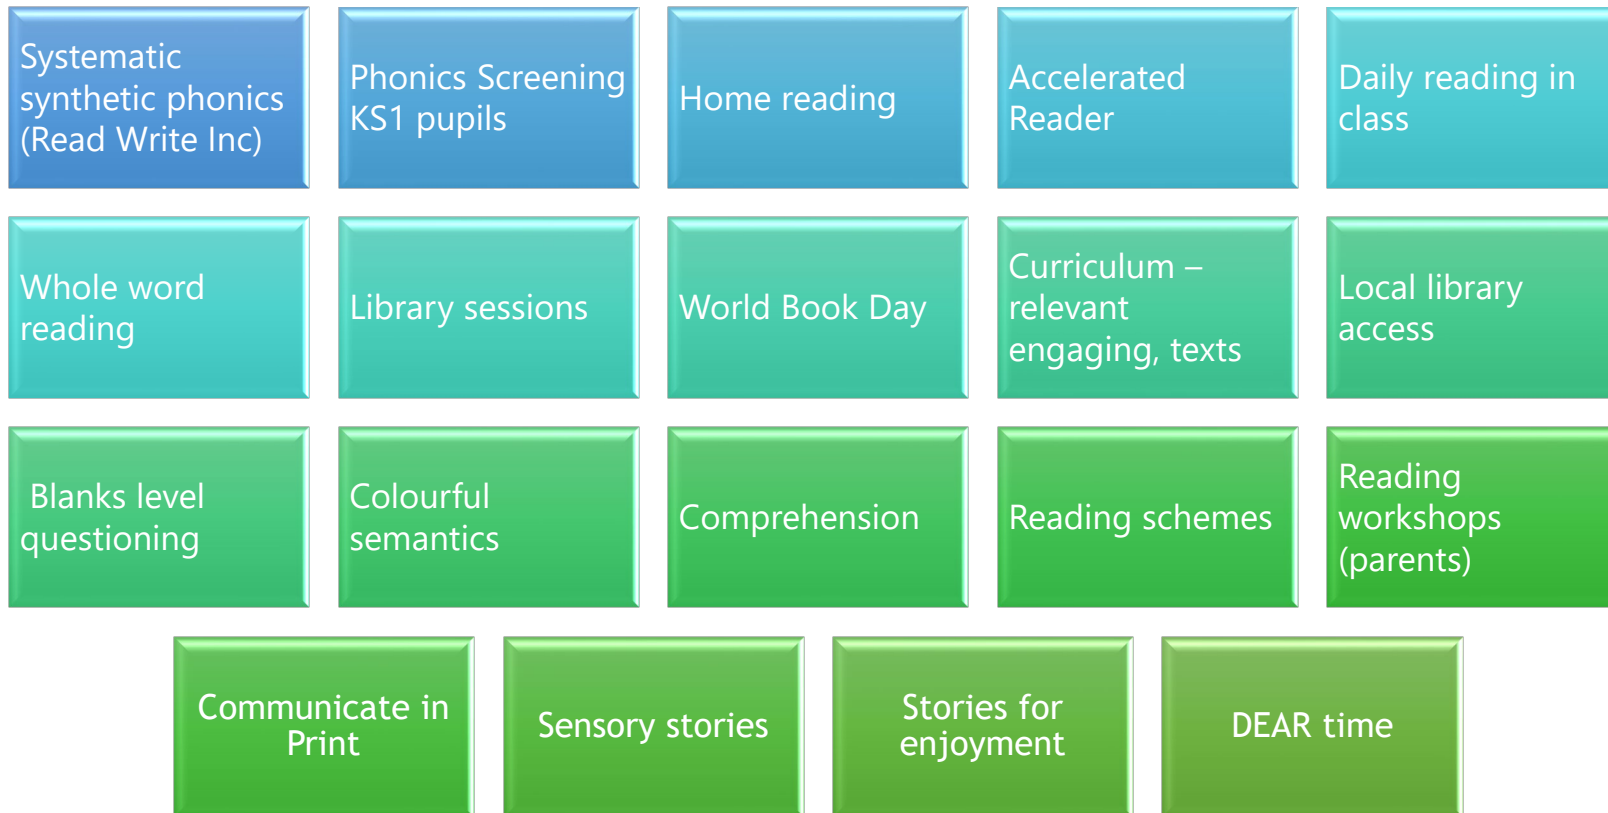 Systematic
synthetic phonics
(Read Write Inc)
Phonics Screening
KS1 pupils
Home reading
Accelerated
Reader
Daily reading in
class
Whole word
reading
Library sessions
World Book Day
Curriculum –
relevant
engaging, texts
Local library
access
Blanks level
questioning
Colourful
semantics
Comprehension
Reading schemes
Reading
workshops
(parents)
Communicate in
Print
Sensory stories
Stories for
enjoyment
DEAR time